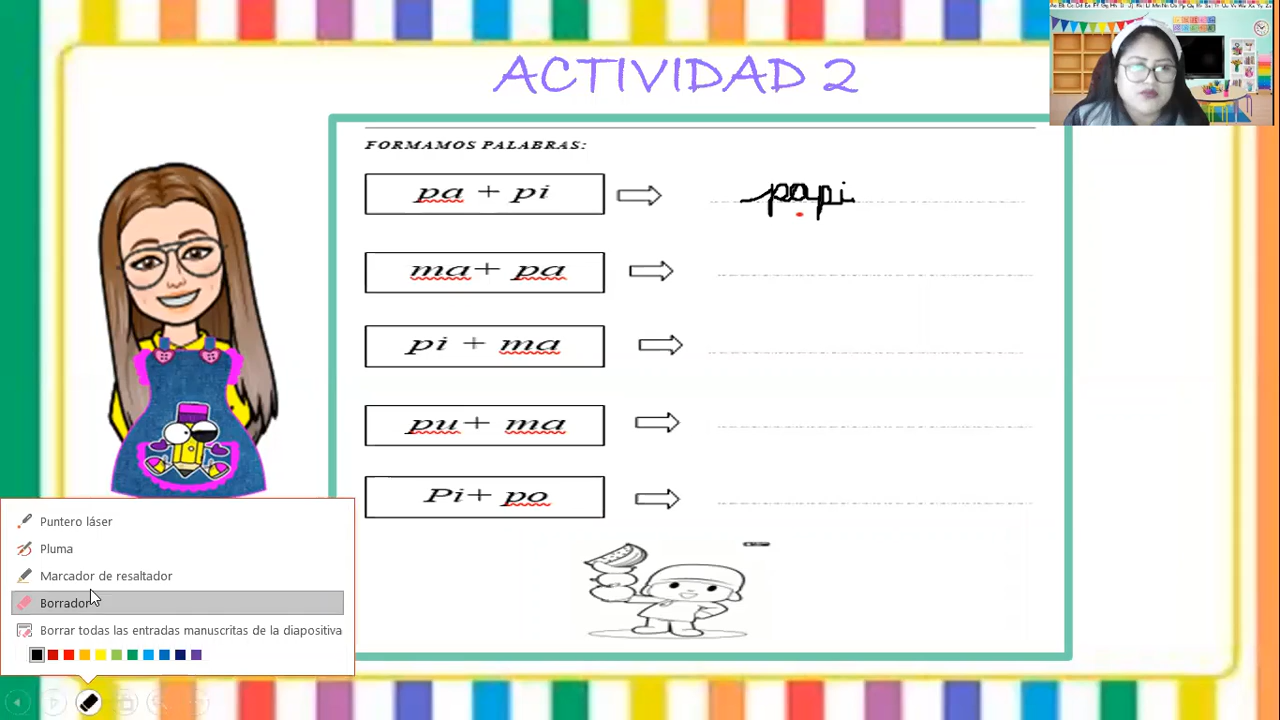 ACTIVIDAD 2
FORMAMOS PALABRAS:
pa + pi
papi
ma+ pa
pi + ma
pu+ ma
Pi+ po
Puntero láser
Pluma
Marcador de resaltador
Borrador
Borrar todas las entradas manuscritas de la diapositiva